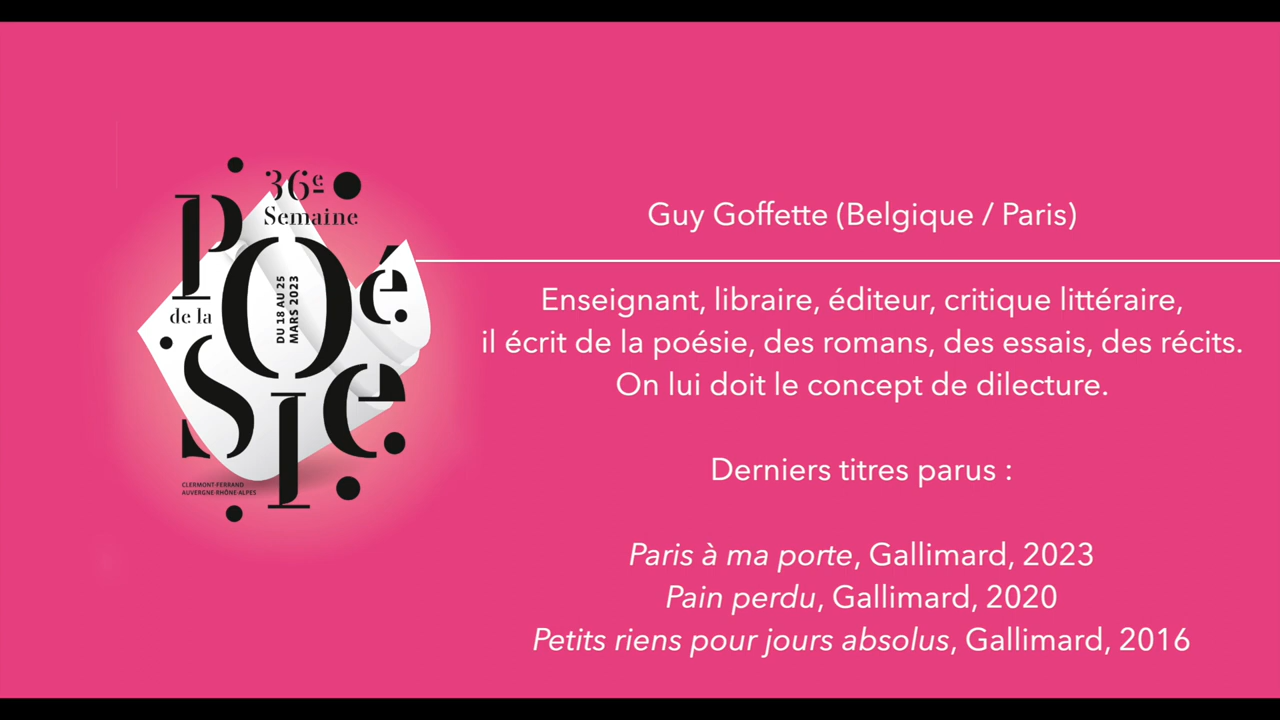 36e
Semaine
de la
POéSIe
DU 18 AU 25
MARS 2023
CLERMONT-FERRAND
AUVERGNE-RHÔNE-ALPES
Guy Goffette (Belgique / Paris)
Enseignant, libraire, éditeur, critique littéraire,
il écrit de la poésie, des romans, des essais, des récits.
On lui doit le concept de dilecture.
Derniers titres parus :
Paris à ma porte, Gallimard, 2023
Pain perdu, Gallimard, 2020
Petits riens pour jours absolus, Gallimard, 2016